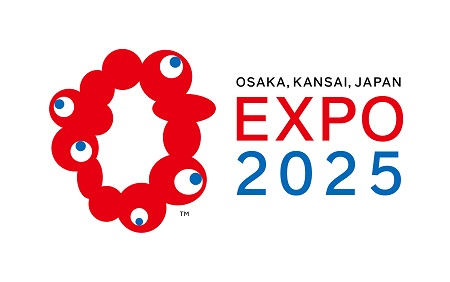 OSAKA, KANSAI, JAPAN
EXPO
2025
TM